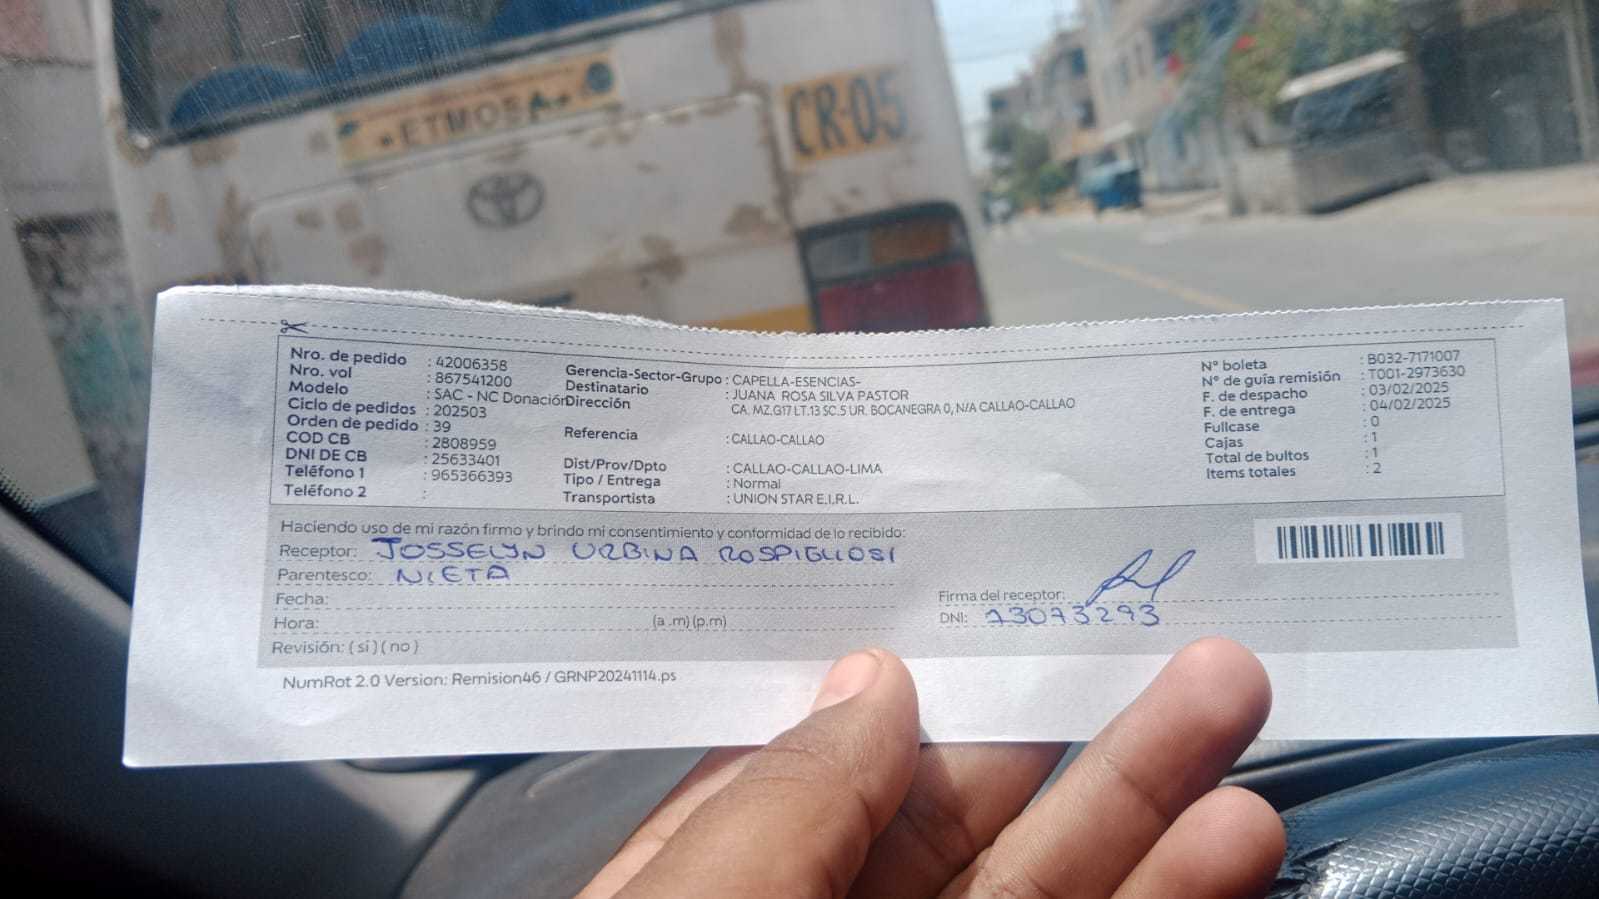 ETMOSA
CR-05
Nro. de pedido : 42006358
Nro. vol : 867541200
Modelo : SAC - NC Donación
Ciclo de pedidos : 202503
Orden de pedido : 39
COD CB : 2808959
DNI DE CB : 25633401
Teléfono 1 : 965366393
Teléfono 2 :
Gerencia-Sector-Grupo : CAPELLA-ESENCIAS-
Destinatario : JUANA ROSA SILVA PASTOR
Dirección CA. MZ.G17 LT.13 SC.5 UR. BOCANEGRA 0, N/A CALLAO-CALLAO
Referencia : CALLAO-CALLAO
Dist/Prov/Dpto : CALLAO-CALLAO-LIMA
Tipo / Entrega : Normal
Transportista : UNION STAR E.I.R.L.
N° boleta : B032-7171007
N° de guía remisión : T001-2973630
F. de despacho : 03/02/2025
F. de entrega : 04/02/2025
Fullcase : 0
Cajas : 1
Total de bultos : 1
Items totales : 2
Haciendo uso de mi razón firmo y brindo mi consentimiento y conformidad de lo recibido:
Receptor: JOSSELYN URBINA ROSPIGLIOSI
Parentesco: NIETA
Fecha:
Hora: (a .m) (p.m)
Revisión: ( si ) ( no )
Firma del receptor:
DNI: 73073293
NumRot 2.0 Version: Remision46 / GRNP20241114.ps